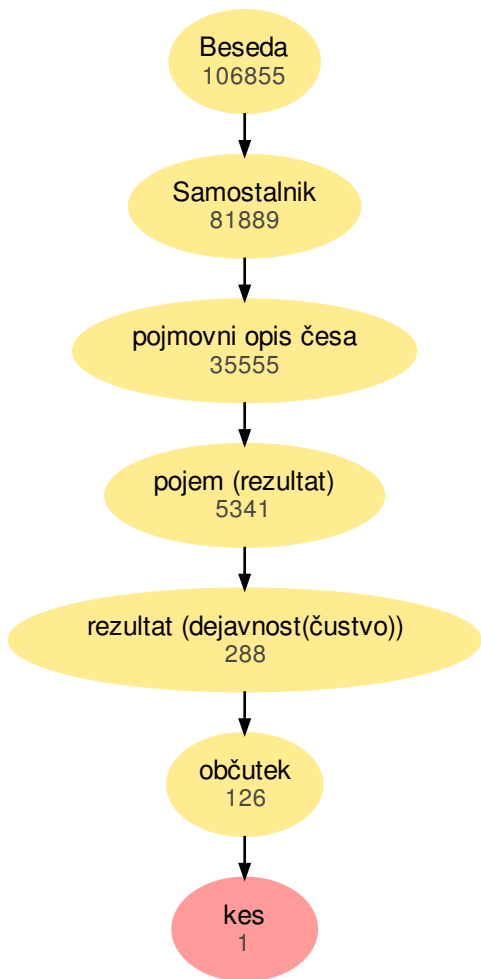 Beseda
106855
Samostalnik
81889
pojmovni opis česa
35555
pojem (rezultat)
5341
rezultat (dejavnost(čustvo))
288
občutek
126
kes
1